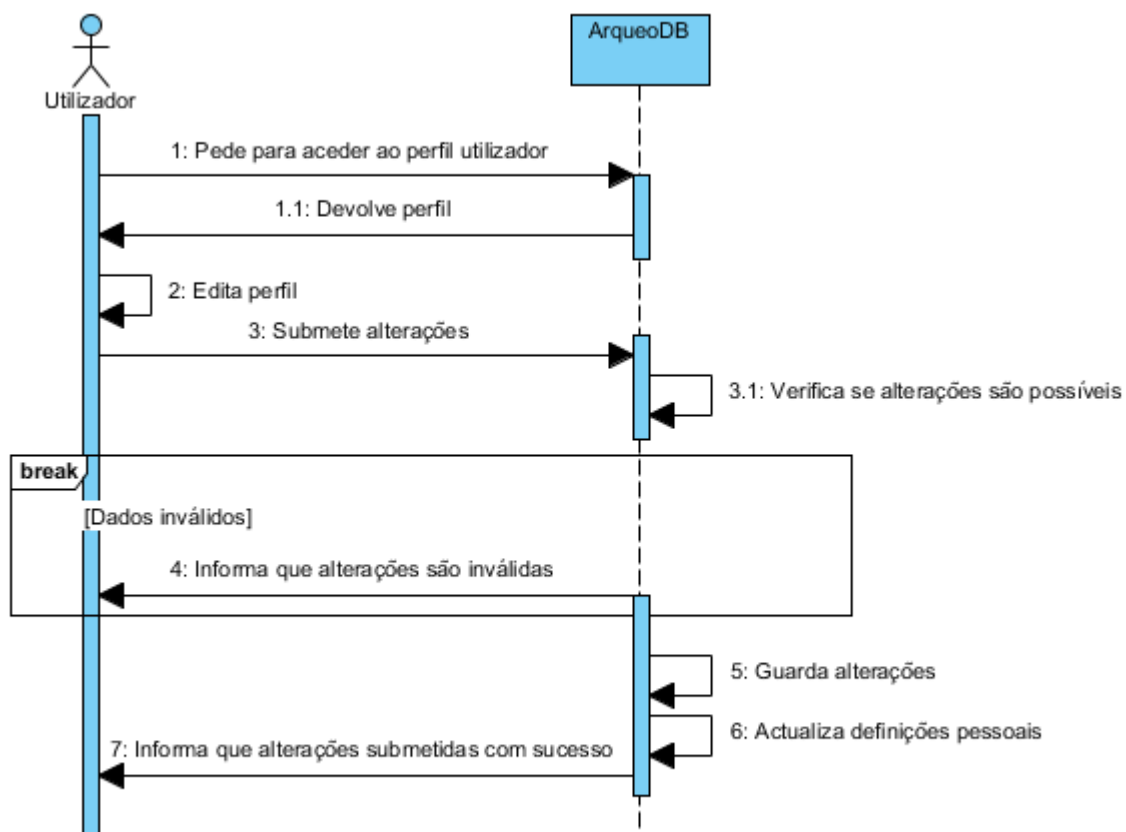 ArqueoDB
Utilizador
1: Pede para aceder ao perfil utilizador
1.1: Devolve perfil
2: Edita perfil
3: Submete alterações
3.1: Verifica se alterações são possíveis
break
[Dados inválidos]
4: Informa que alterações são inválidas
5: Guarda alterações
6: Actualiza definições pessoais
7: Informa que alterações submetidas com sucesso